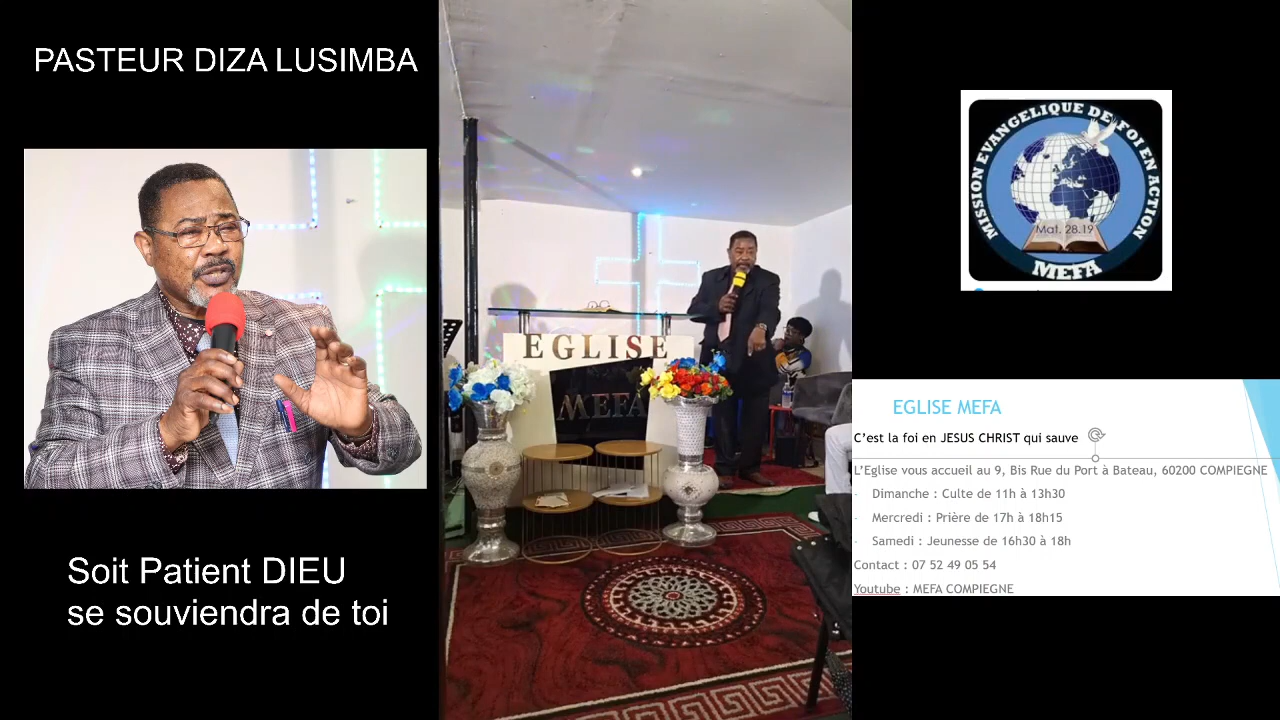 PASTEUR DIZA LUSIMBA
Soit Patient DIEU
se souviendra de toi
EGLISE
MEFA
MISSION EVANGELIQUE DE FOI EN ACTION
Mat. 28.19
MEFA
EGLISE MEFA
C'est la foi en JESUS CHRIST qui sauve
L'Eglise vous accueil au 9, Bis Rue du Port à Bateau, 60200 COMPIEGNE
- Dimanche : Culte de 11h à 13h30
- Mercredi : Prière de 17h à 18h15
- Samedi : Jeunesse de 16h30 à 18h
Contact : 07 52 49 05 54
Youtube : MEFA COMPIEGNE